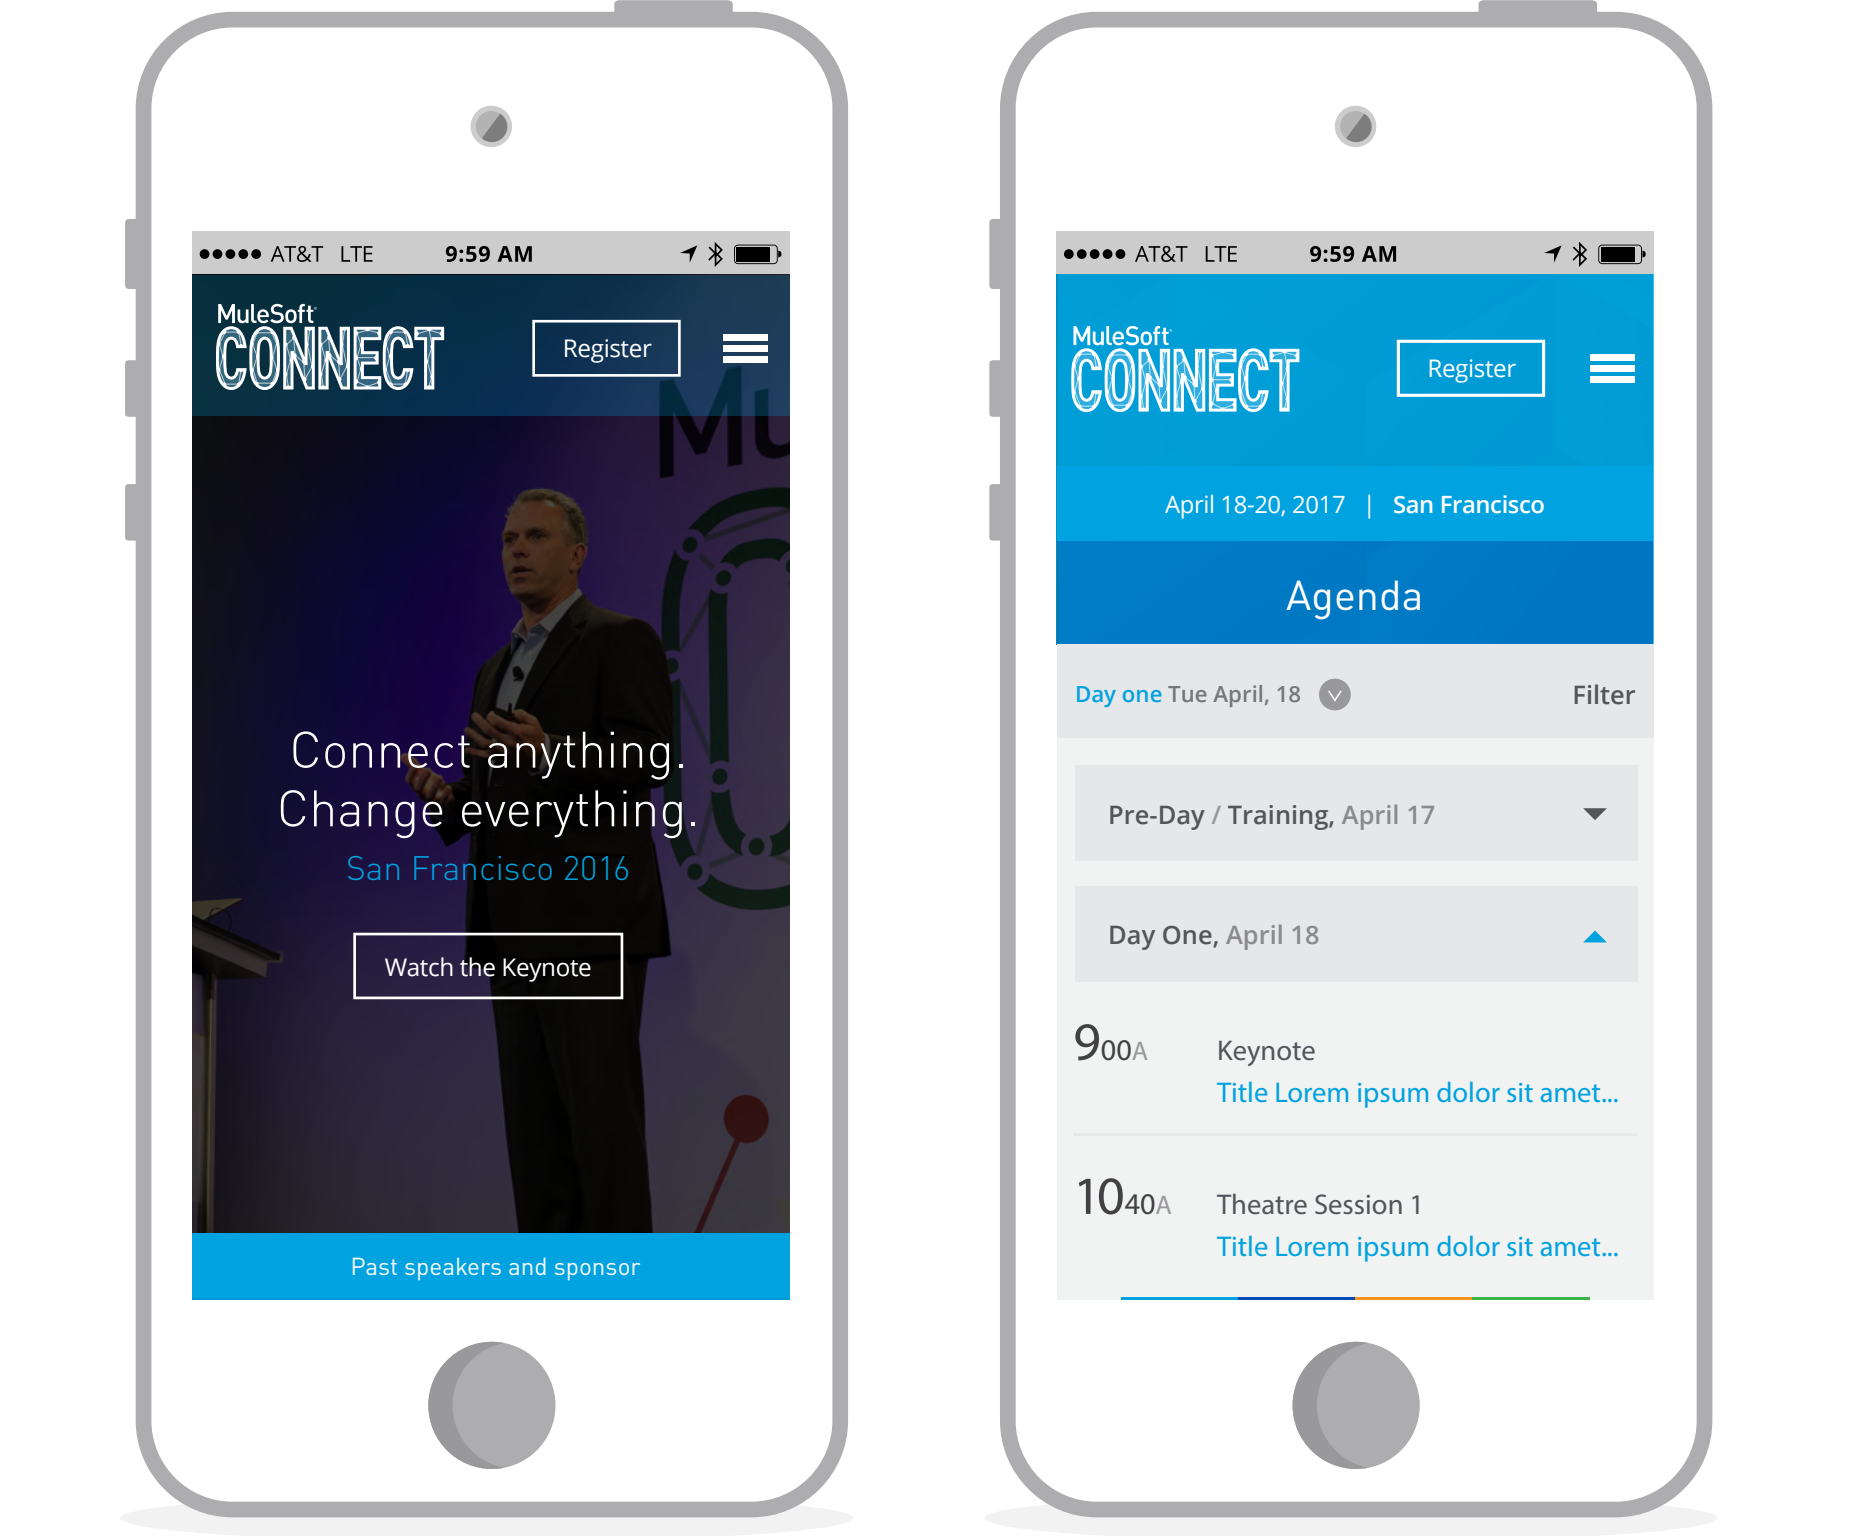 AT&T LTE 9:59 AM
MuleSoft
CONNECT
Register
Mu
Connect anything.
Change everything.
San Francisco 2016
Watch the Keynote
Past speakers and sponsor
AT&T LTE 9:59 AM
MuleSoft
CONNECT
Register
April 18-20, 2017 | San Francisco
Agenda
Day one Tue April, 18
Filter
Pre-Day / Training, April 17
Day One, April 18
900A Keynote
Title Lorem ipsum dolor sit amet...
1040A Theatre Session 1
Title Lorem ipsum dolor sit amet...